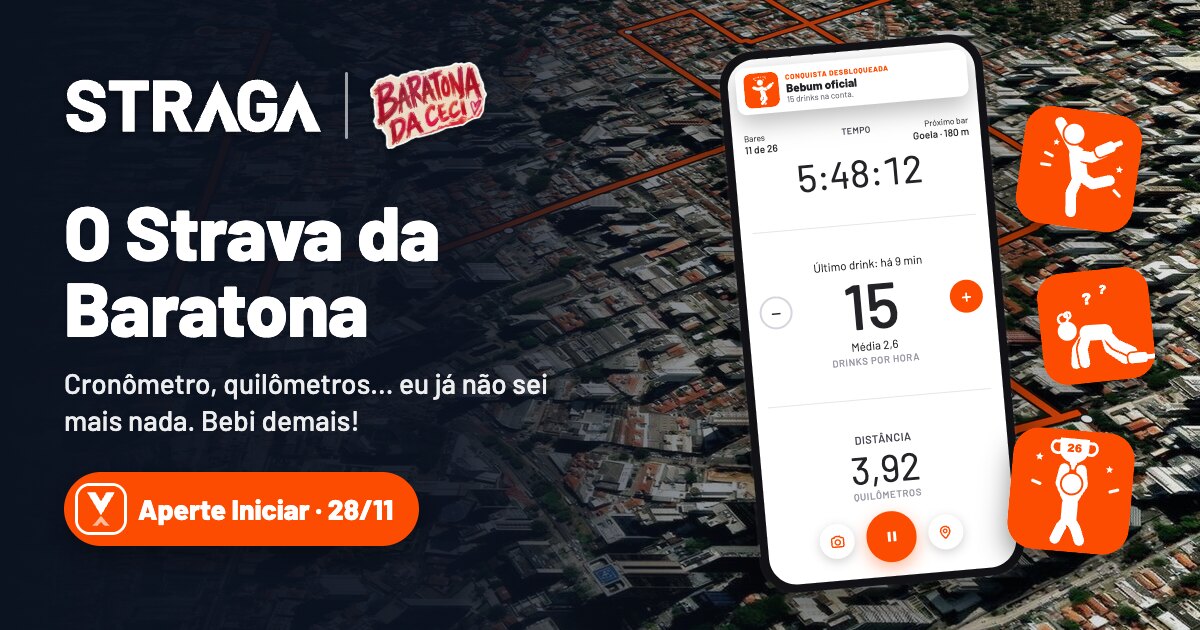 STRAGA
BARATONA
DA CECI
O Strava da
Baratona
Cronômetro, quilômetros... eu já não sei
mais nada. Bebi demais!
Aperte Iniciar · 28/11
CONQUISTA DESBLOQUEADA
Bebum oficial
15 drinks na conta.
Bares
11 de 26
TEMPO
Próximo bar
Goela · 180 m
5:48:12
Último drink: há 9 min
−
15
+
Média 2,6
DRINKS POR HORA
DISTÂNCIA
3,92
QUILÔMETROS
? ?
26